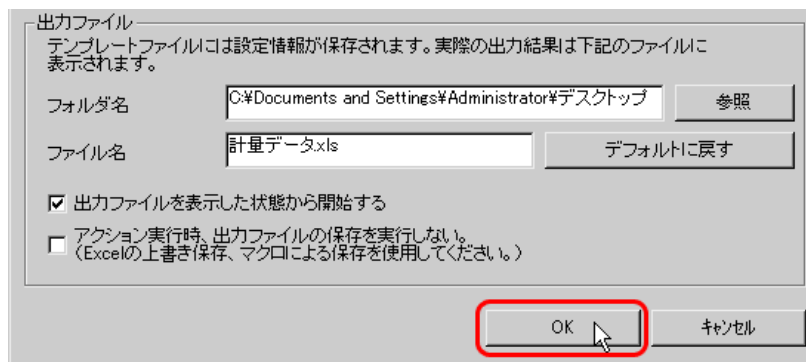 出力ファイル
テンプレートファイルには設定情報が保存されます。実際の出力結果は下記のファイルに
表示されます。
フォルダ名
C:¥Documents and Settings¥Administrator¥デスクトップ
参照
ファイル名
計量データ.xls
デフォルトに戻す
出力ファイルを表示した状態から開始する
アクション実行時、出力ファイルの保存を実行しない。
(Excelの上書き保存、マクロによる保存を使用してください。)
OK
キャンセル